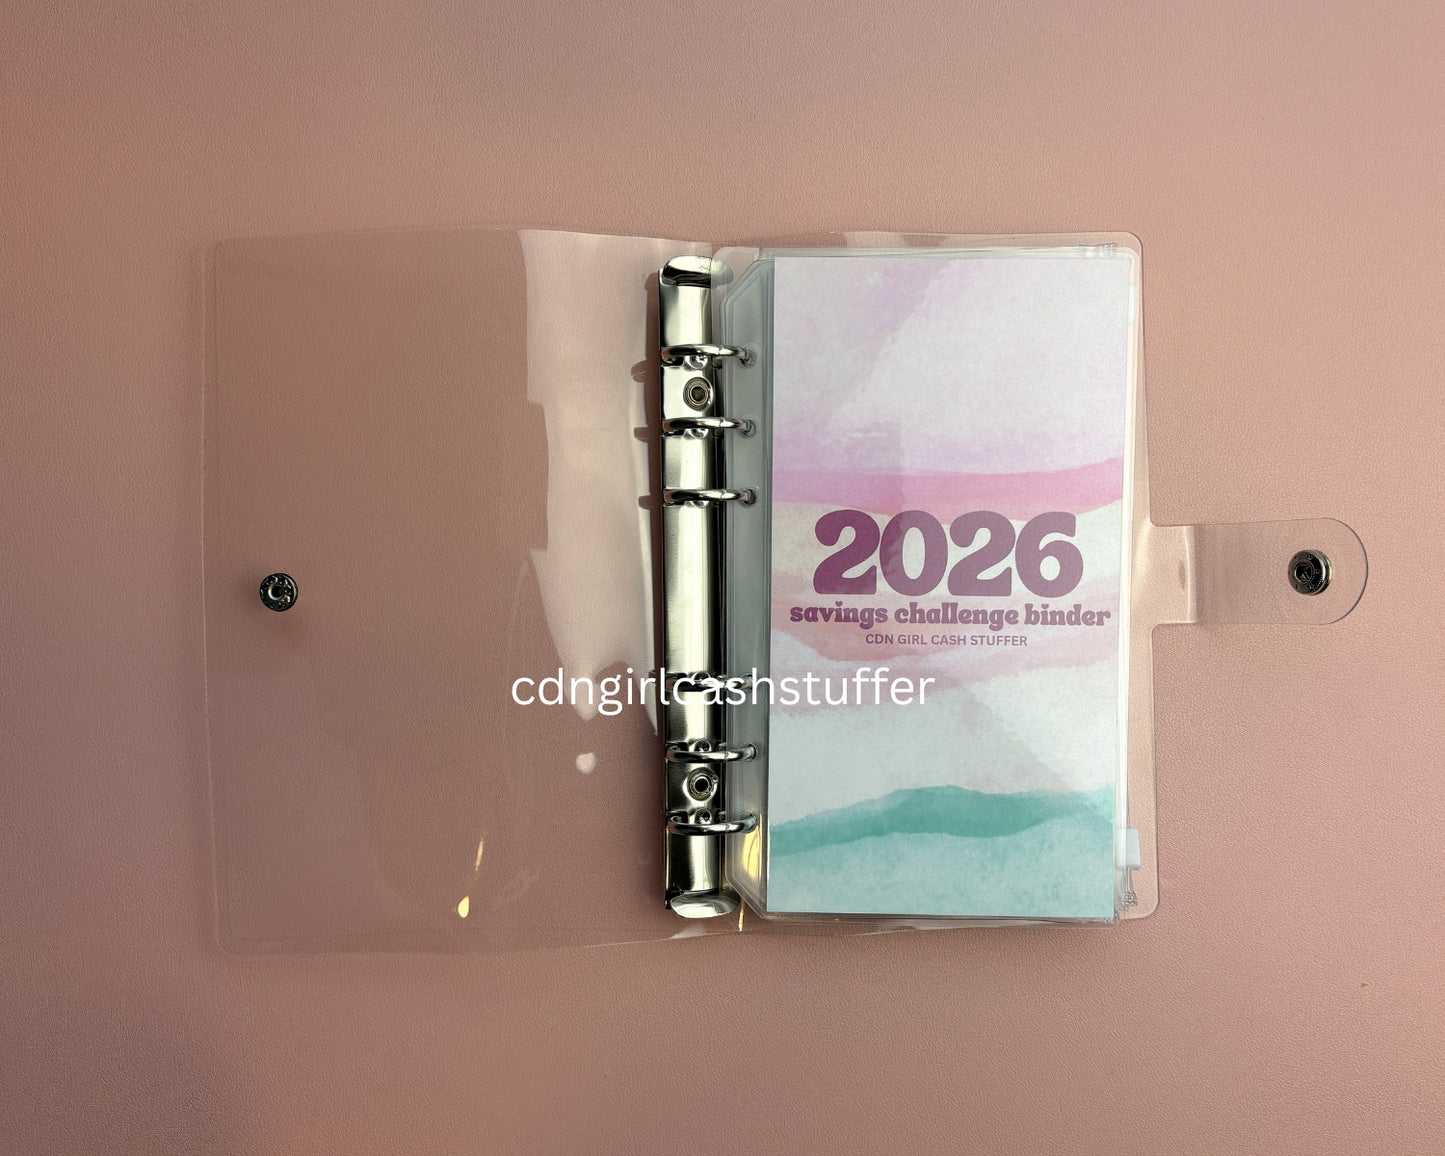 2026
savings challenge binder
CDN GIRL CASH STUFFER
cdngirlcashstuffer